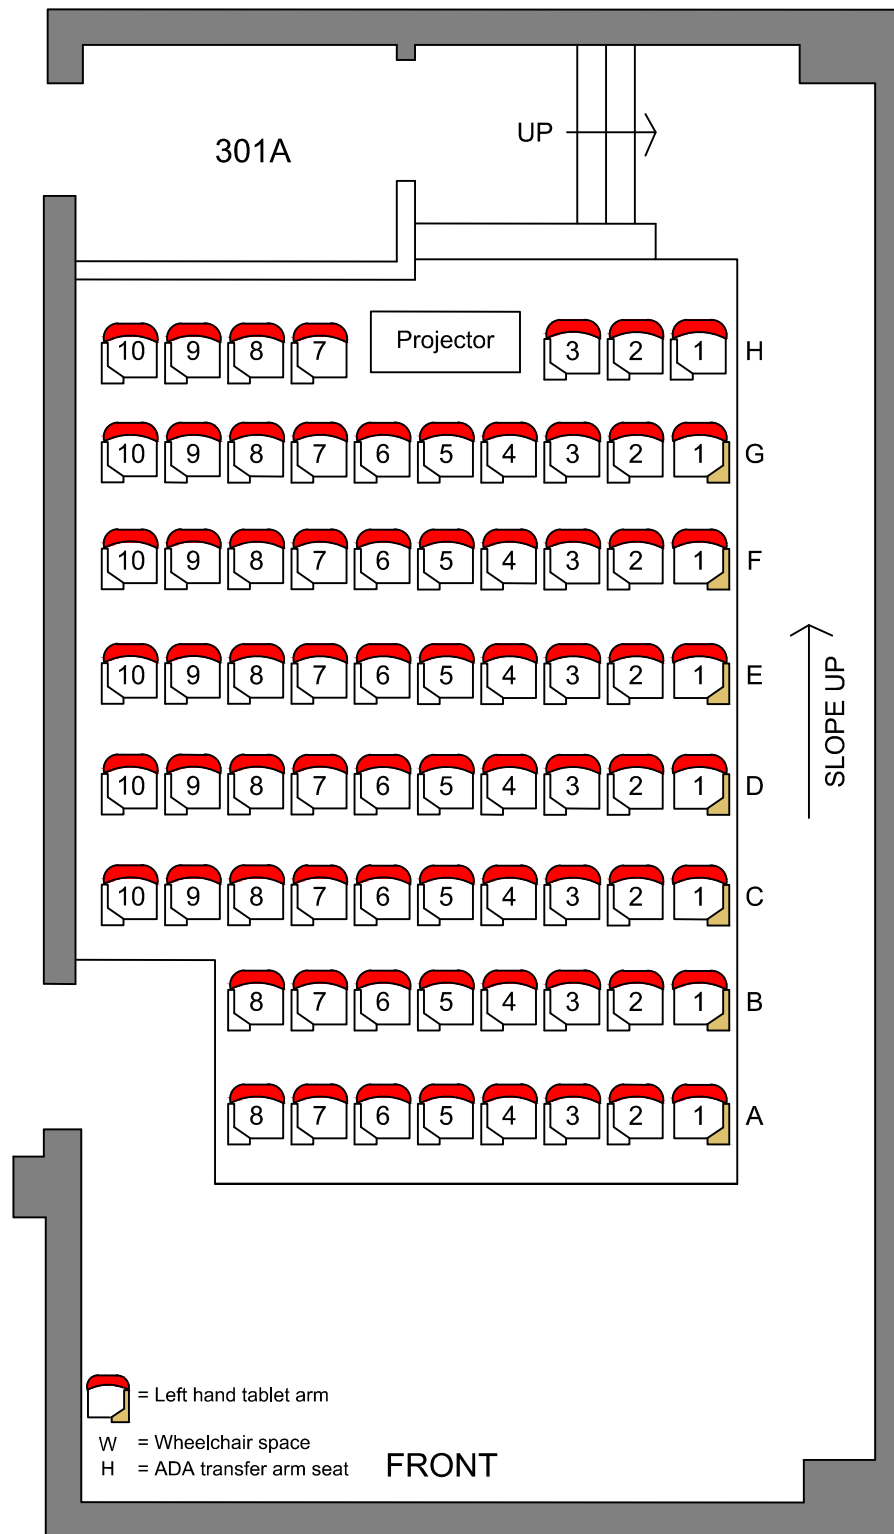 UP
301A
Projector
10 9 8 7 3 2 1 H
10 9 8 7 6 5 4 3 2 1 G
10 9 8 7 6 5 4 3 2 1 F
10 9 8 7 6 5 4 3 2 1 E
SLOPE UP
10 9 8 7 6 5 4 3 2 1 D
10 9 8 7 6 5 4 3 2 1 C
8 7 6 5 4 3 2 1 B
8 7 6 5 4 3 2 1 A
= Left hand tablet arm
W = Wheelchair space
H = ADA transfer arm seat
FRONT